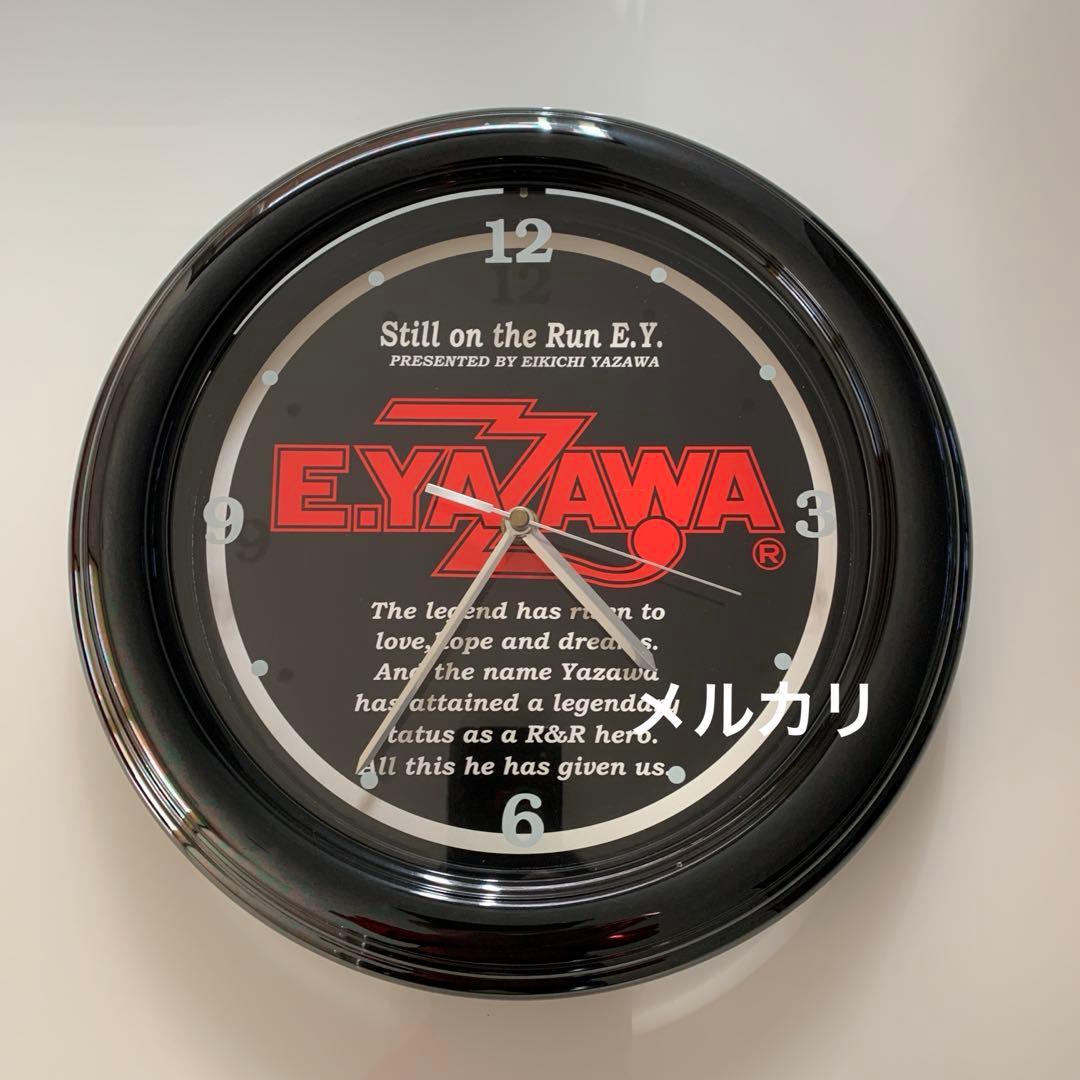 12
Still on the Run E.Y.
PRESENTED BY EIKICHI YAZAWA
E.YAZAWA
®
9
3
The legend has risen to
love,hope and dreams.
And the name Yazawa
has attained a legendary
status as a R&R hero.
All this he has given us.
メルカリ
6